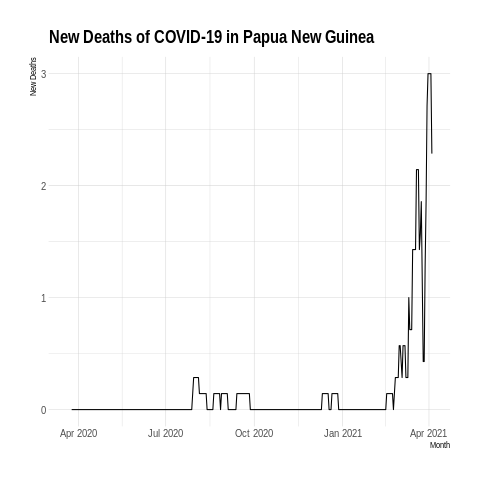 New Deaths of COVID-19 in Papua New Guinea
New Deaths
3
2
1
0
Apr 2020 Jul 2020 Oct 2020 Jan 2021 Apr 2021
Month